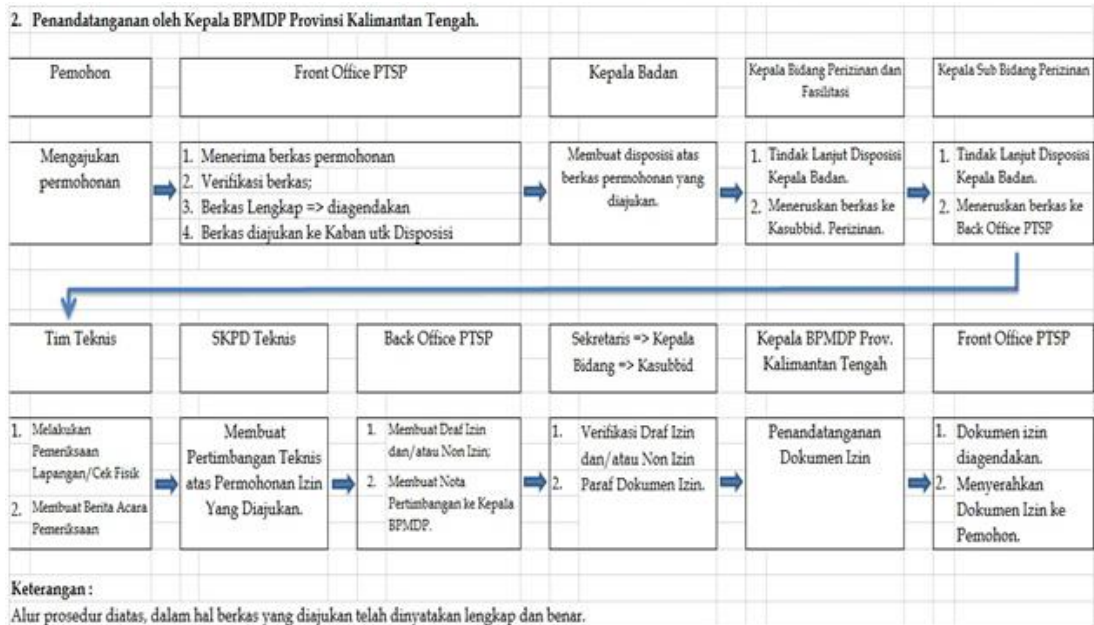 2. Penandatanganan oleh Kepala BPMDP Provinsi Kalimantan Tengah.
Pemohon
Front Office PTSP
Kepala Badan
Kepala Bidang Perizinan dan
Fasilitasi
Kepala Sub Bidang Perizinan
Mengajukan
permohonan
1. Menerima berkas permohonan
2. Verifikasi berkas;
3. Berkas Lengkap => diagendakan
4. Berkas diajukan ke Kaban utk Disposisi
Membuat disposisi atas
berkas permohonan yang
diajukan.
1. Tindak Lanjut Disposisi
Kepala Badan.
2. Meneruskan berkas ke
Kasubbid. Perizinan.
1. Tindak Lanjut Disposisi
Kepala Badan.
2. Meneruskan berkas ke
Back Office PTSP
Tim Teknis
SKPD Teknis
Back Office PTSP
Sekretaris => Kepala
Bidang => Kasubbid
Kepala BPMDP Prov.
Kalimantan Tengah
Front Office PTSP
1. Melakukan
Pemeriksaan
Lapangan/Cek Fisik
2. Membuat Berita Acara
Pemeriksaan
Membuat
Pertimbangan Teknis
atas Permohonan Izin
Yang Diajukan.
1. Membuat Draf Izin
dan/atau Non Izin;
2. Membuat Nota
Pertimbangan ke Kepala
BPMDP.
1. Verifikasi Draf Izin
dan/atau Non Izin
2. Paraf Dokumen Izin.
Penandatanganan
Dokumen Izin
1. Dokumen izin
diagendakan.
2. Menyerahkan
Dokumen Izin ke
Pemohon.
Keterangan :
Alur prosedur diatas, dalam hal berkas yang diajukan telah dinyatakan lengkap dan benar.